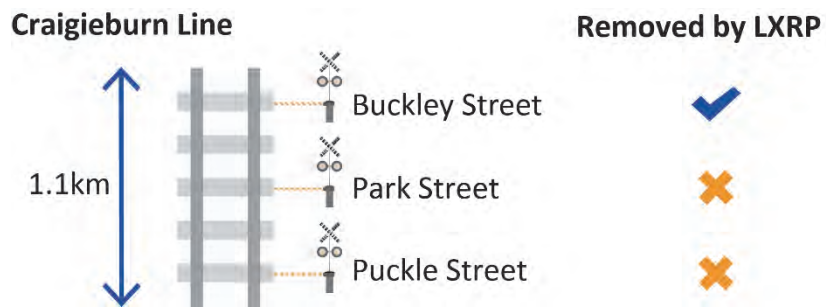 Craigieburn Line
Removed by LXRP
Buckley Street
1.1km
Park Street
Puckle Street